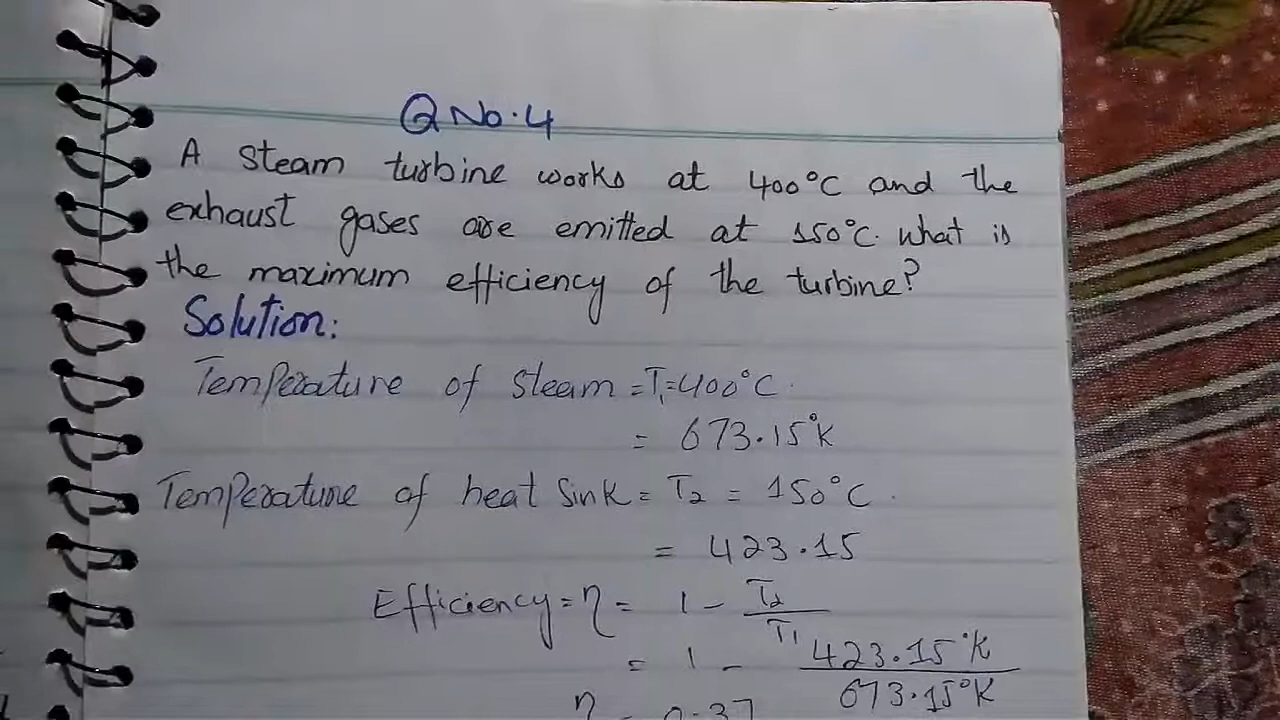 Q No. 4
A steam turbine works at 400°C and the
exhaust gases are emitted at 150°C. what is
the maximum efficiency of the turbine?
Solution:
Temperature of steam = T₁ = 400°C.
= 673.15°K
Temperature of heat sink = T₂ = 150°C.
= 423.15
Efficiency = η = 1 - T₂/T₁
= 1 - 423.15°K/673.15°K
η = 0.37